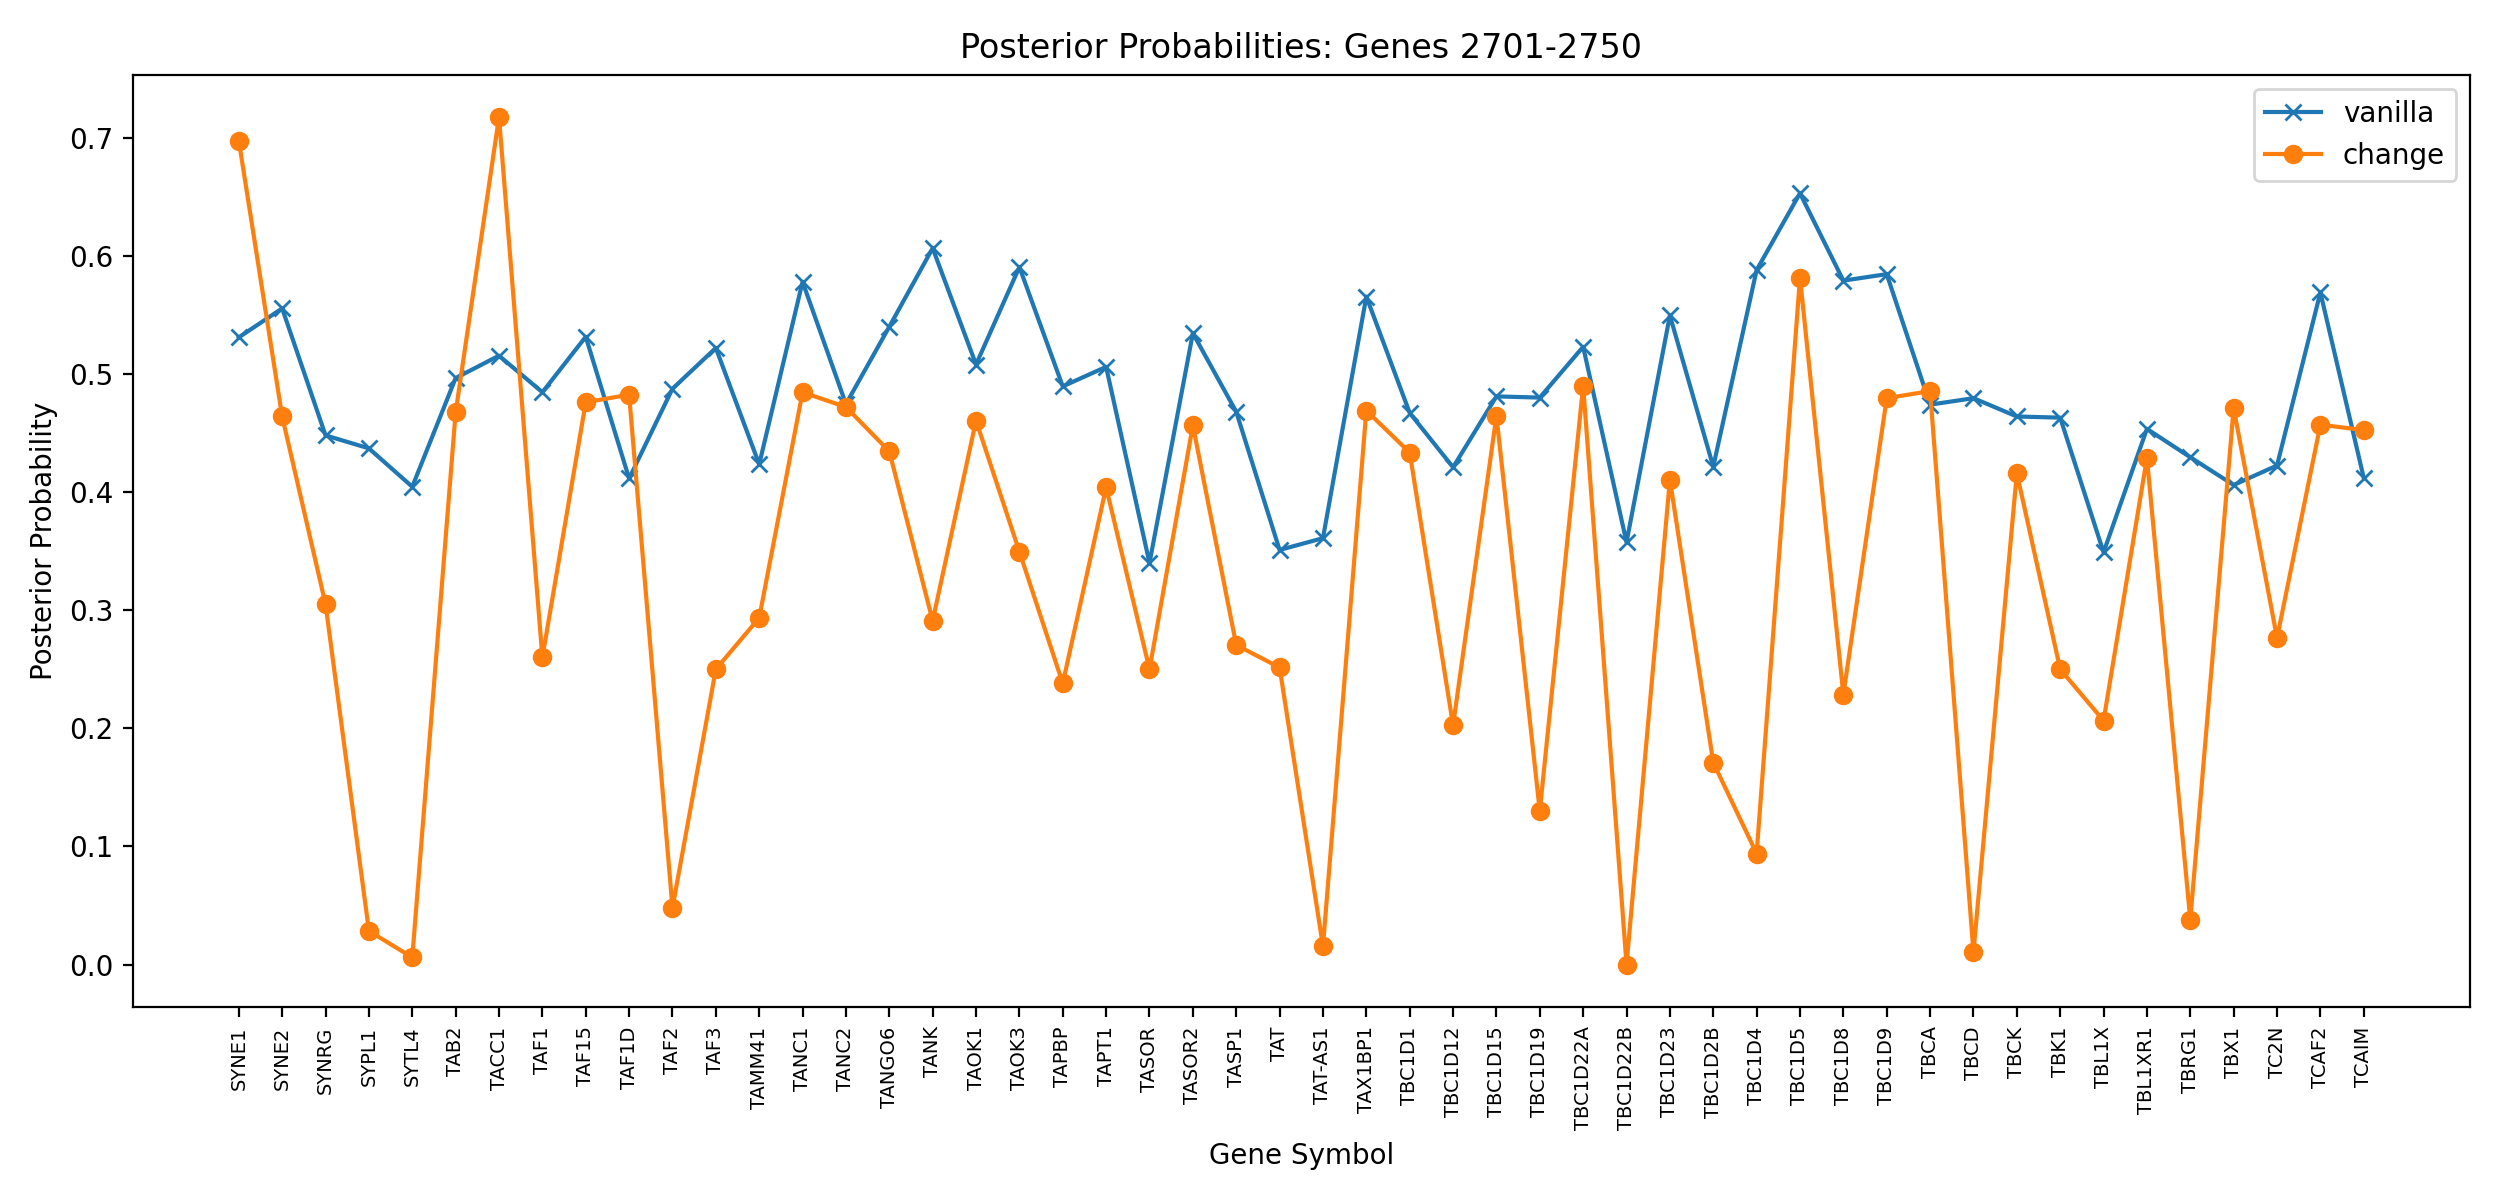 Posterior Probabilities: Genes 2701-2750
vanilla
change
Posterior Probability
0.7
0.6
0.5
0.4
0.3
0.2
0.1
0.0
SYNE1
SYNE2
SYNRG
SYPL1
SYTL4
TAB2
TACC1
TAF1
TAF15
TAF1D
TAF2
TAF3
TAMM41
TANC1
TANC2
TANGO6
TANK
TAOK1
TAOK3
TAPBP
TAPT1
TASOR
TASOR2
TASP1
TAT
TAT-AS1
TAX1BP1
TBC1D1
TBC1D12
TBC1D15
TBC1D19
TBC1D22A
TBC1D22B
TBC1D23
TBC1D2B
TBC1D4
TBC1D5
TBC1D8
TBC1D9
TBCA
TBCD
TBCK
TBK1
TBL1X
TBL1XR1
TBRG1
TBX1
TC2N
TCAF2
TCAIM
Gene Symbol